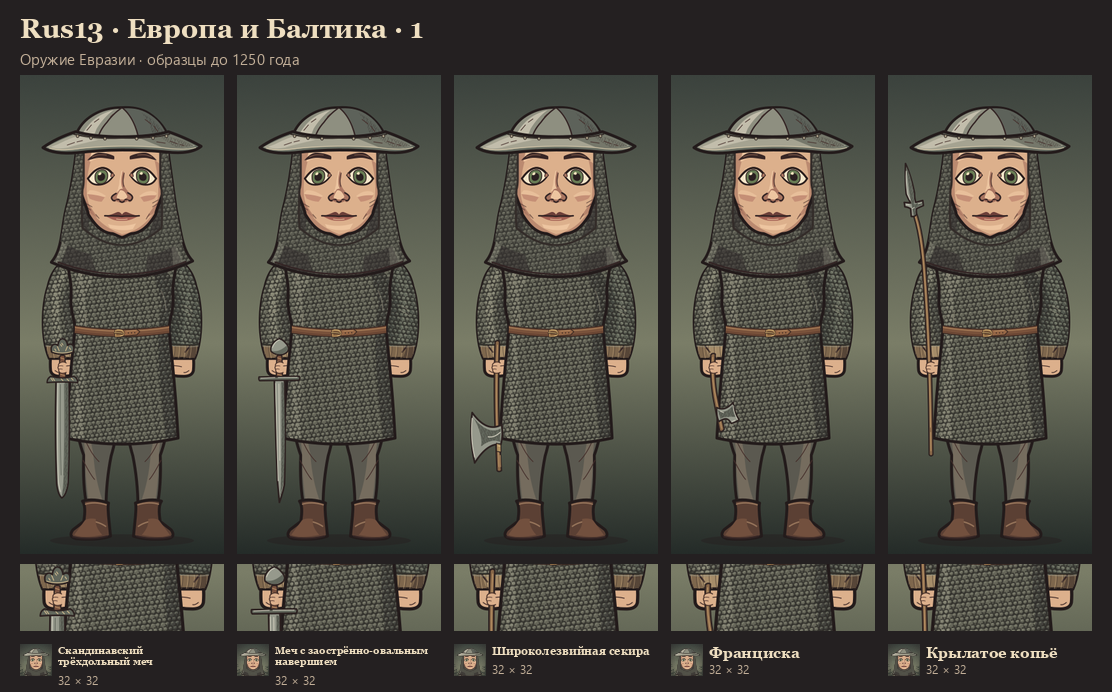 Rus13 · Европа и Балтика · 1
Оружие Евразии · образцы до 1250 года
Скандинавский
трёхдольный меч
32 × 32
Меч с заострённо-овальным
навершием
32 × 32
Широколезвийная секира
32 × 32
Франциска
32 × 32
Крылатое копьё
32 × 32